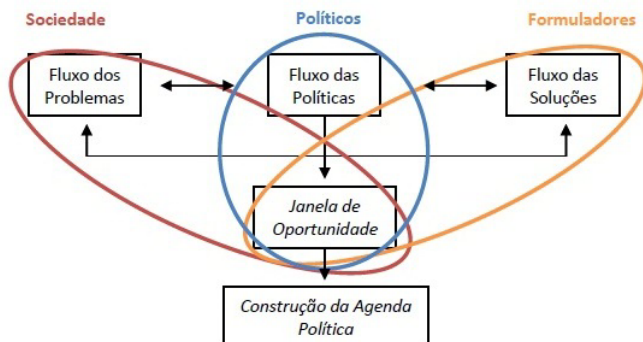 Sociedade
Políticos
Formuladores
Fluxo dos
Problemas
Fluxo das
Políticas
Fluxo das
Soluções
Janela de
Oportunidade
Construção da Agenda
Política